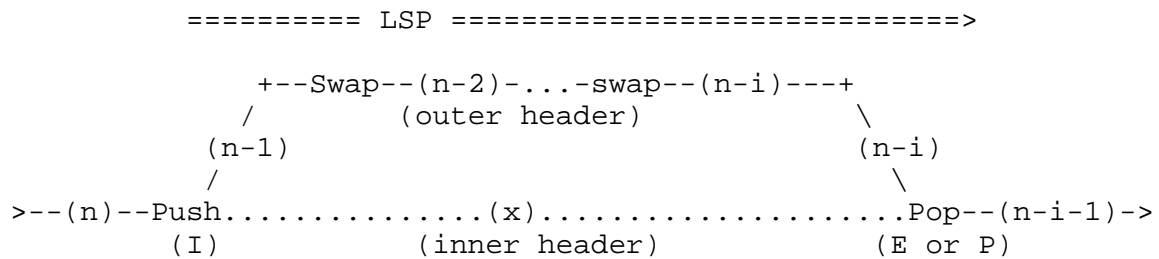 ========== LSP =============================>
+--Swap--(n-2)-...-swap--(n-i)---+
/ (outer header) \
(n-1) (n-i)
/ \
>--(n)--Push...............(x).......................Pop--(n-i-1)->
(I) (inner header) (E or P)